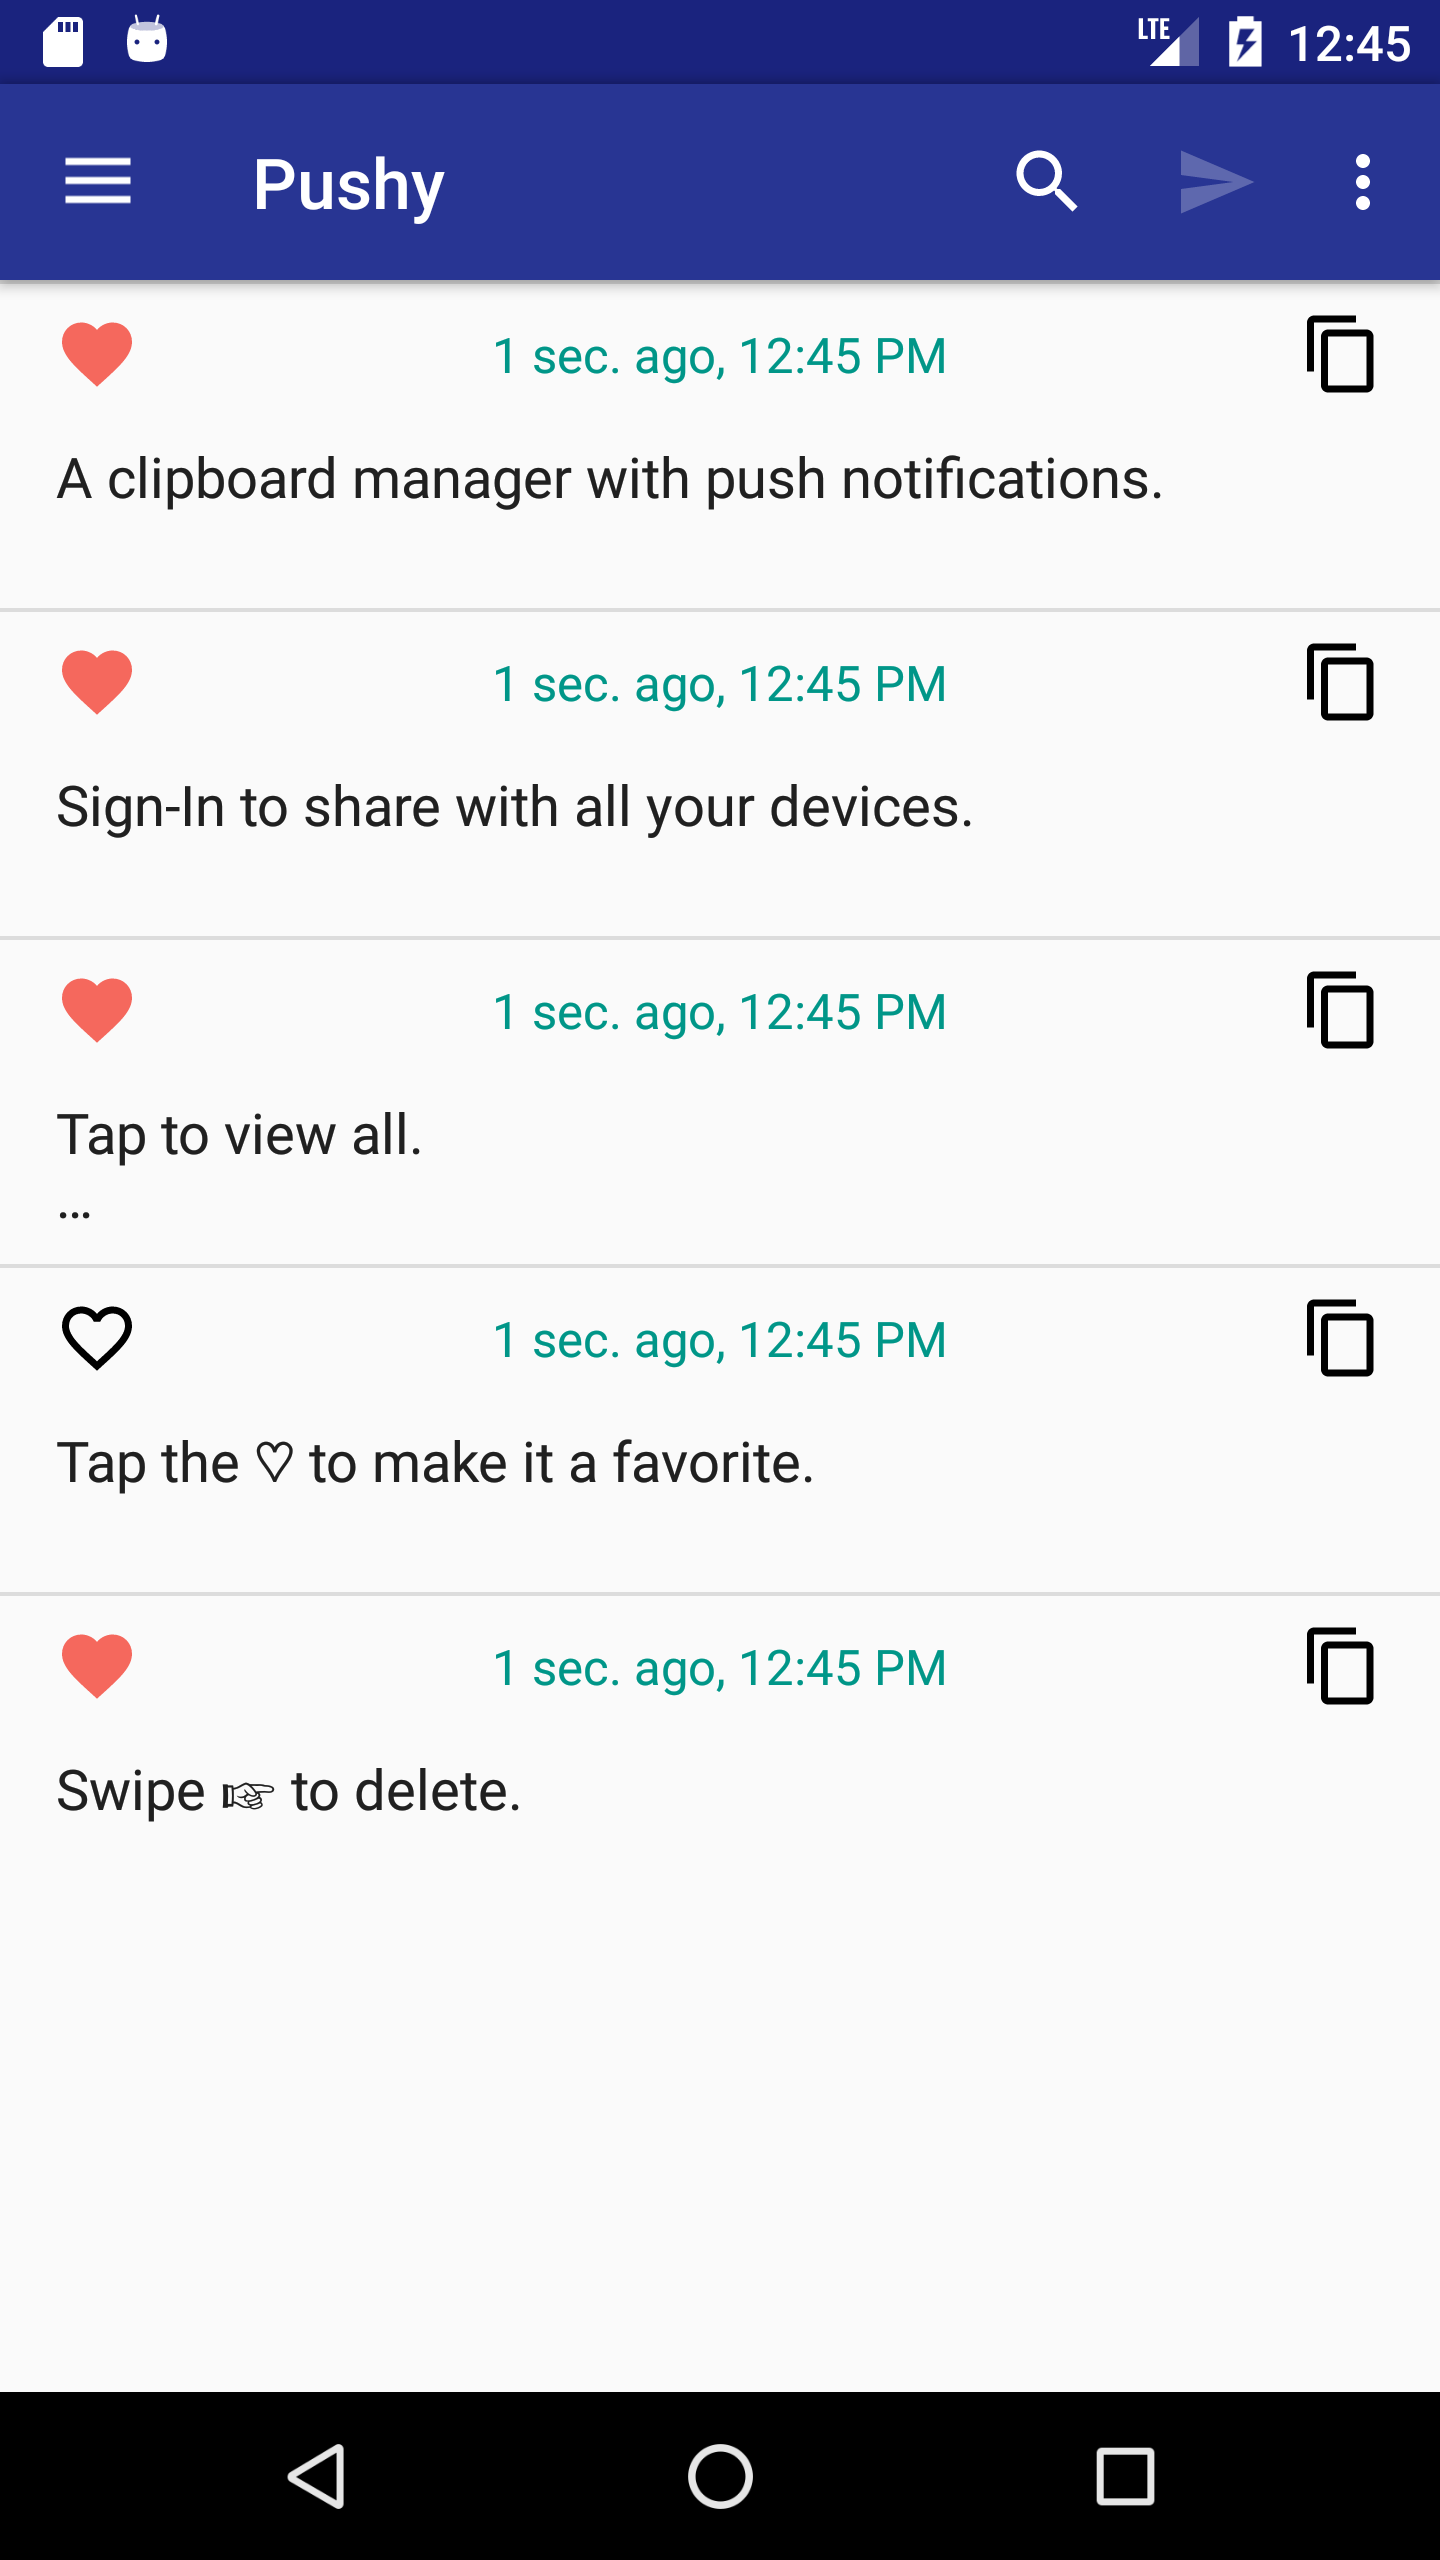 LTE 12:45
Pushy
1 sec. ago, 12:45 PM
A clipboard manager with push notifications.
1 sec. ago, 12:45 PM
Sign-In to share with all your devices.
1 sec. ago, 12:45 PM
Tap to view all.
...
1 sec. ago, 12:45 PM
Tap the ♡ to make it a favorite.
1 sec. ago, 12:45 PM
Swipe ☞ to delete.